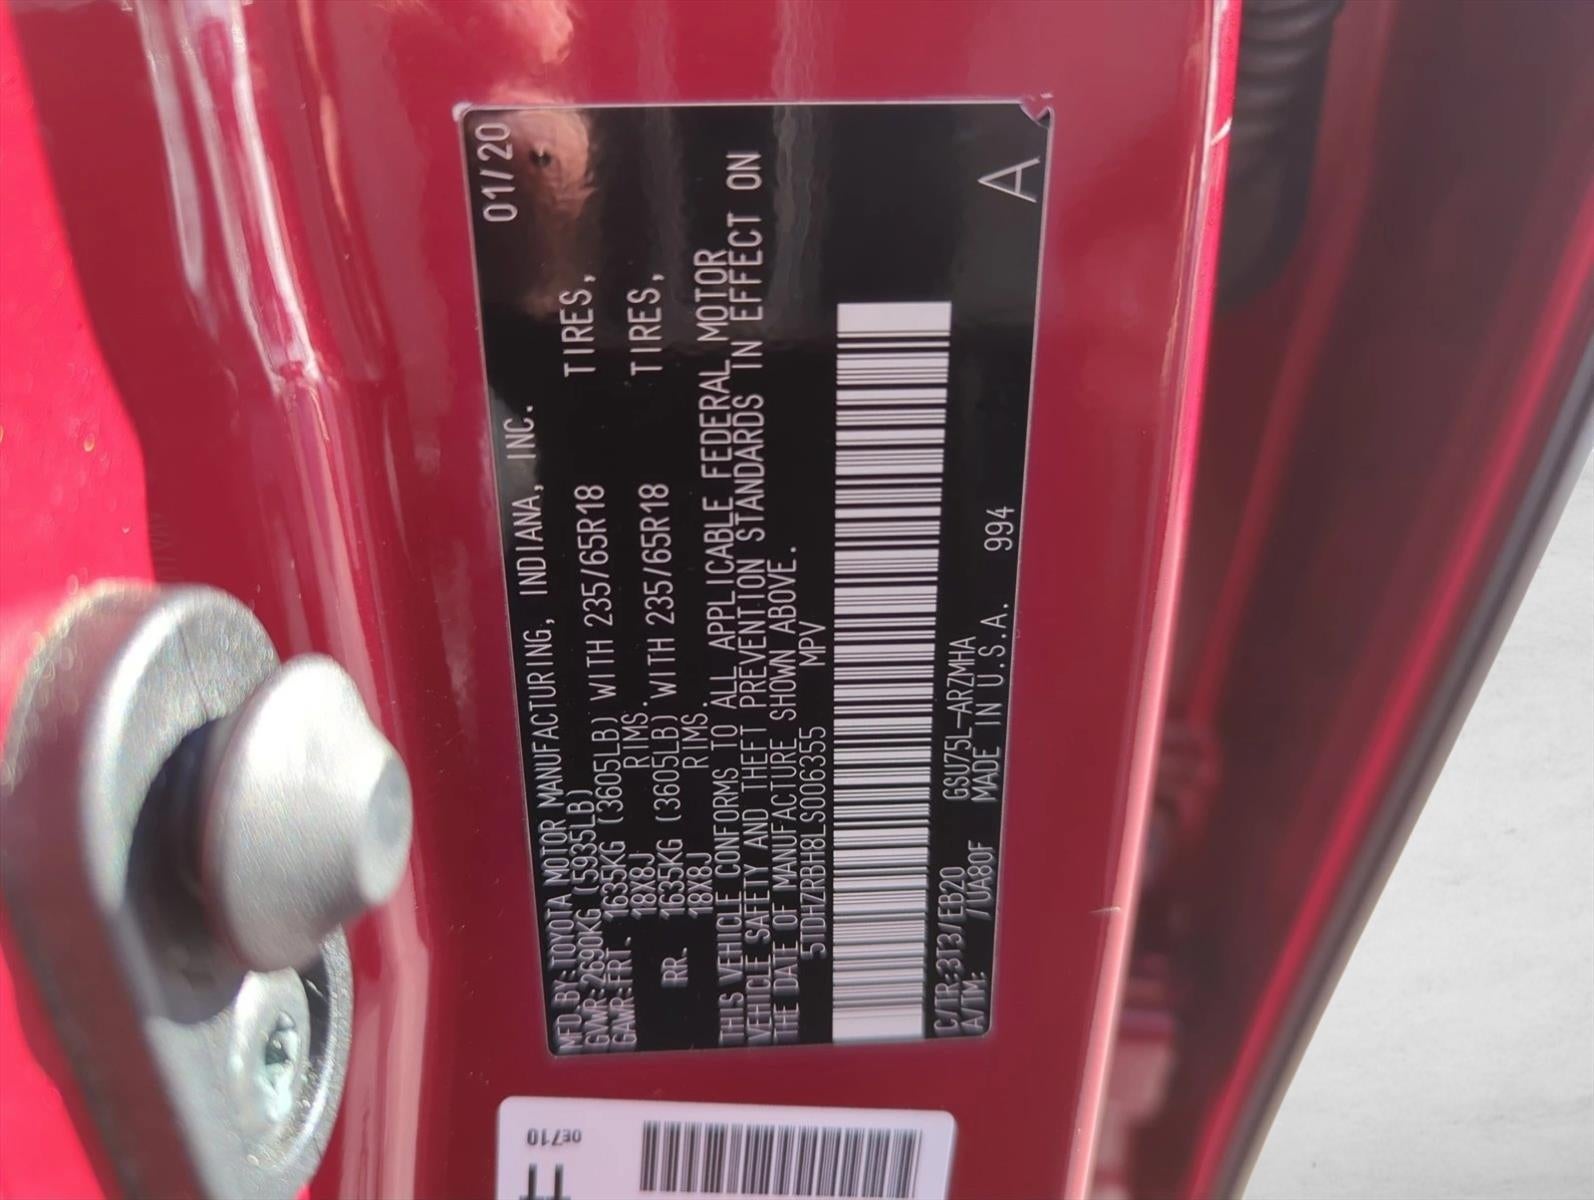 MFD. BY: TOYOTA MOTOR MANUFACTURING, INDIANA, INC. 01/20
GVWR: 2690KG (5935LB)
GAWR: FRT. 1635KG (3605LB) WITH 235/65R18 TIRES,
18X8J RIMS.
RR. 1635KG (3605LB) WITH 235/65R18 TIRES,
18X8J RIMS.
THIS VEHICLE CONFORMS TO ALL APPLICABLE FEDERAL MOTOR
VEHICLE SAFETY AND THEFT PREVENTION STANDARDS IN EFFECT ON
THE DATE OF MANUFACTURE SHOWN ABOVE.
5TDHZRBH8LS006355 MPV
C/TR: 3T3/EB20 GSU75L-ARZMHA
A/TM: /UA80F MADE IN U.S.A. 994 A
0E710